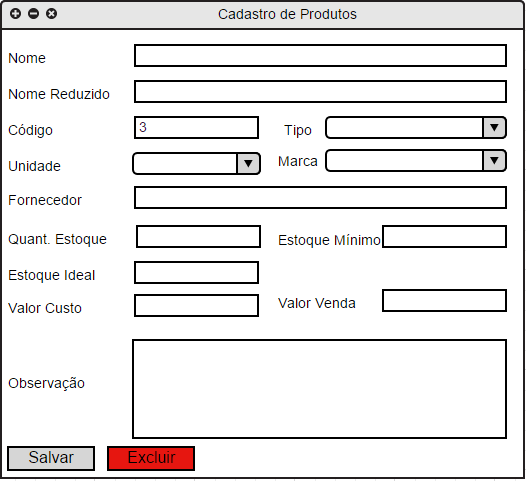 Cadastro de Produtos
Nome
Nome Reduzido
Código 3 Tipo
Unidade Marca
Fornecedor
Quant. Estoque Estoque Mínimo
Estoque Ideal
Valor Custo Valor Venda
Observação
Salvar Excluir